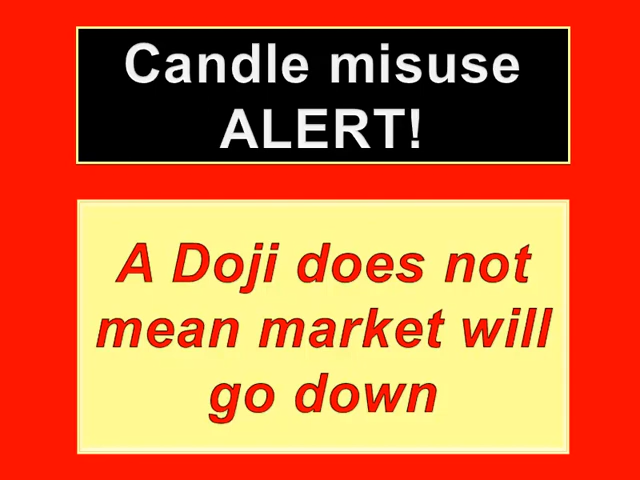 Candle misuse
ALERT!
A Doji does not
mean market will
go down